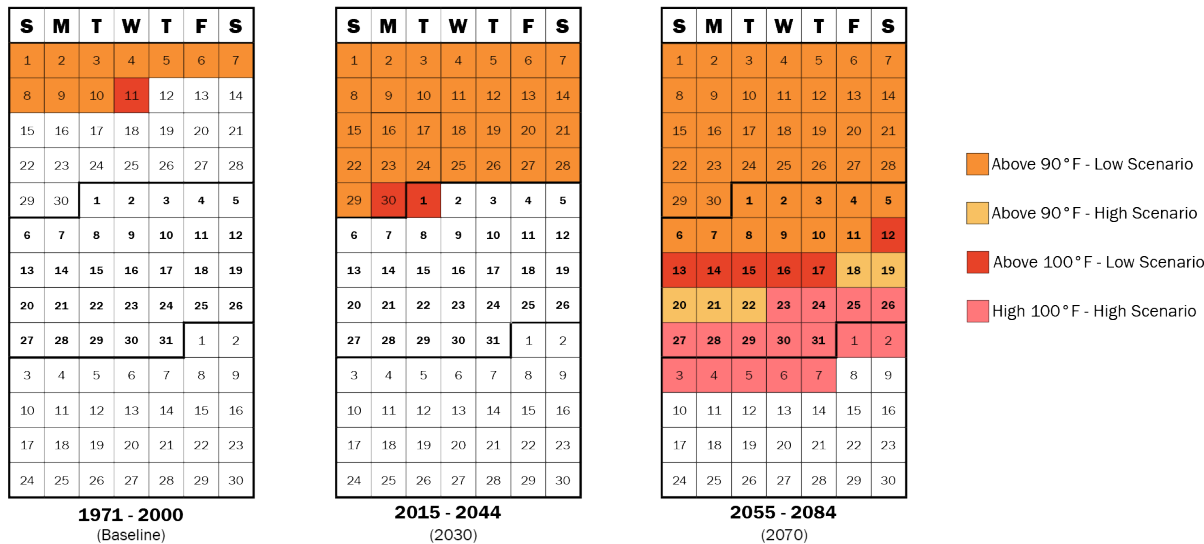 S M T W T F S
1 2 3 4 5 6 7
8 9 10 11 12 13 14
15 16 17 18 19 20 21
22 23 24 25 26 27 28
29 30 1 2 3 4 5
6 7 8 9 10 11 12
13 14 15 16 17 18 19
20 21 22 23 24 25 26
27 28 29 30 31 1 2
3 4 5 6 7 8 9
10 11 12 13 14 15 16
17 18 19 20 21 22 23
24 25 26 27 28 29 30
1971 - 2000
(Baseline)
S M T W T F S
1 2 3 4 5 6 7
8 9 10 11 12 13 14
15 16 17 18 19 20 21
22 23 24 25 26 27 28
29 30 1 2 3 4 5
6 7 8 9 10 11 12
13 14 15 16 17 18 19
20 21 22 23 24 25 26
27 28 29 30 31 1 2
3 4 5 6 7 8 9
10 11 12 13 14 15 16
17 18 19 20 21 22 23
24 25 26 27 28 29 30
2015 - 2044
(2030)
S M T W T F S
1 2 3 4 5 6 7
8 9 10 11 12 13 14
15 16 17 18 19 20 21
22 23 24 25 26 27 28
29 30 1 2 3 4 5
6 7 8 9 10 11 12
13 14 15 16 17 18 19
20 21 22 23 24 25 26
27 28 29 30 31 1 2
3 4 5 6 7 8 9
10 11 12 13 14 15 16
17 18 19 20 21 22 23
24 25 26 27 28 29 30
2055 - 2084
(2070)
Above 90°F - Low Scenario
Above 90°F - High Scenario
Above 100°F - Low Scenario
High 100°F - High Scenario